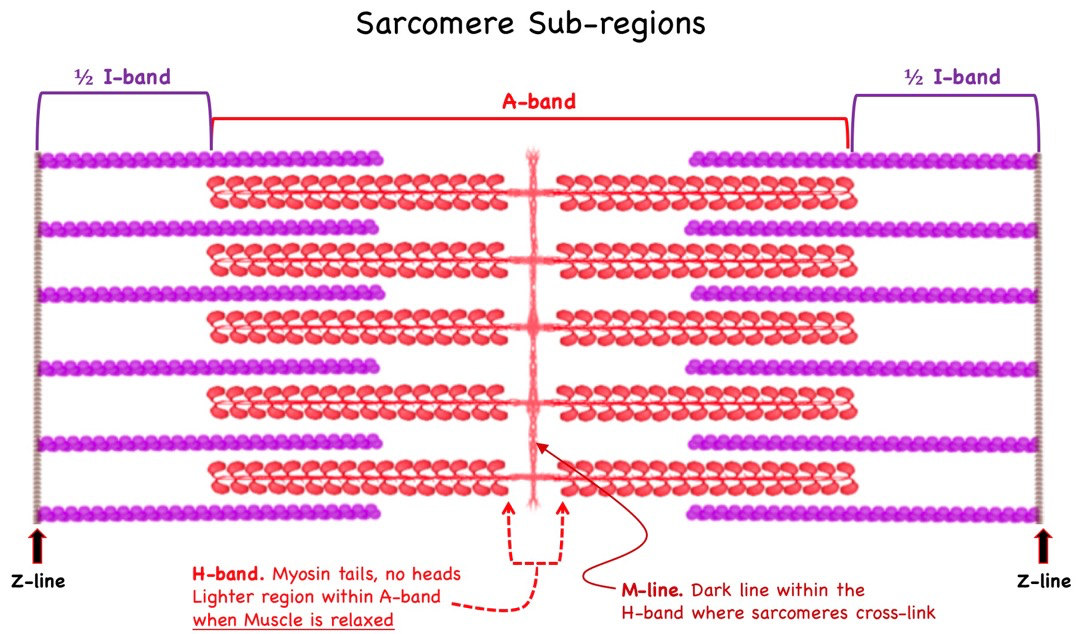 Sarcomere Sub-regions
½ I-band
½ I-band
A-band
Z-line
Z-line
H-band. Myosin tails, no heads
Lighter region within A-band
when Muscle is relaxed
M-line. Dark line within the
H-band where sarcomeres cross-link